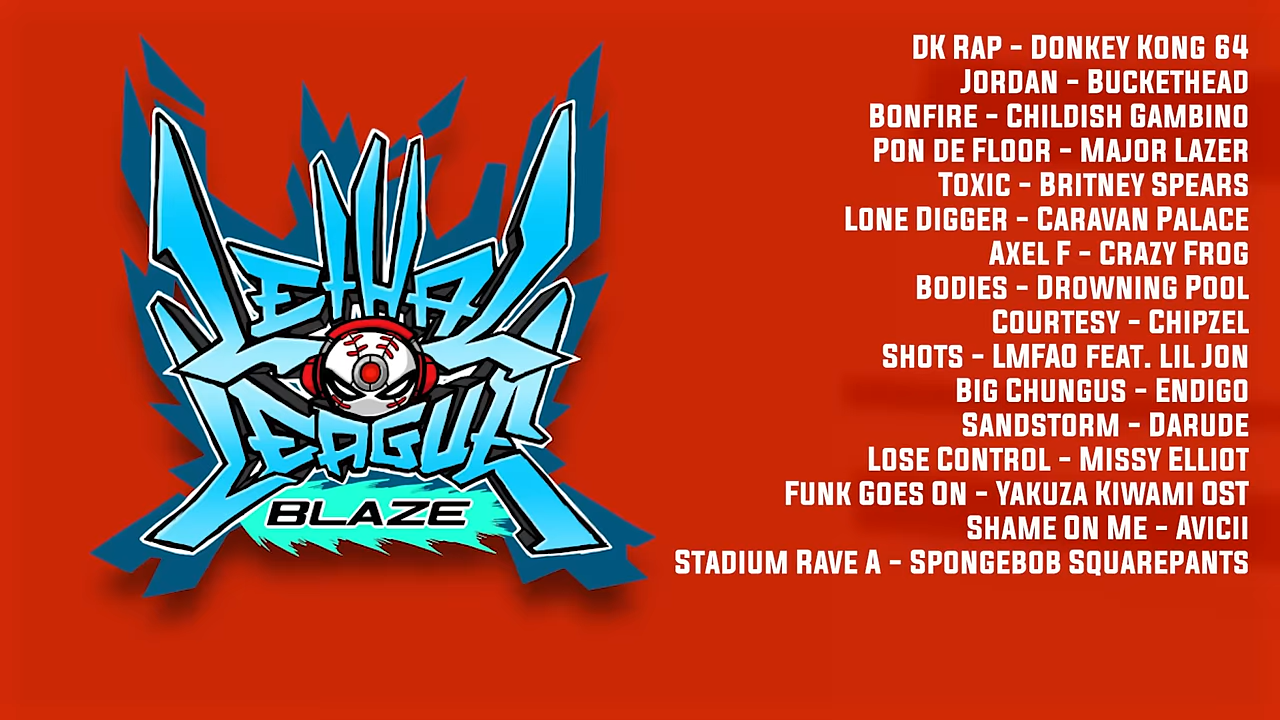 Lethal
League
BLAZE
DK Rap - Donkey Kong 64
Jordan - Buckethead
Bonfire - Childish Gambino
Pon de Floor - Major Lazer
Toxic - Britney Spears
Lone Digger - Caravan Palace
Axel F - Crazy Frog
Bodies - Drowning Pool
Courtesy - Chipzel
Shots - LMFAO feat. Lil Jon
Big Chungus - Endigo
Sandstorm - Darude
Lose Control - Missy Elliot
Funk Goes On - Yakuza Kiwami OST
Shame On Me - Avicii
Stadium Rave A - Spongebob Squarepants